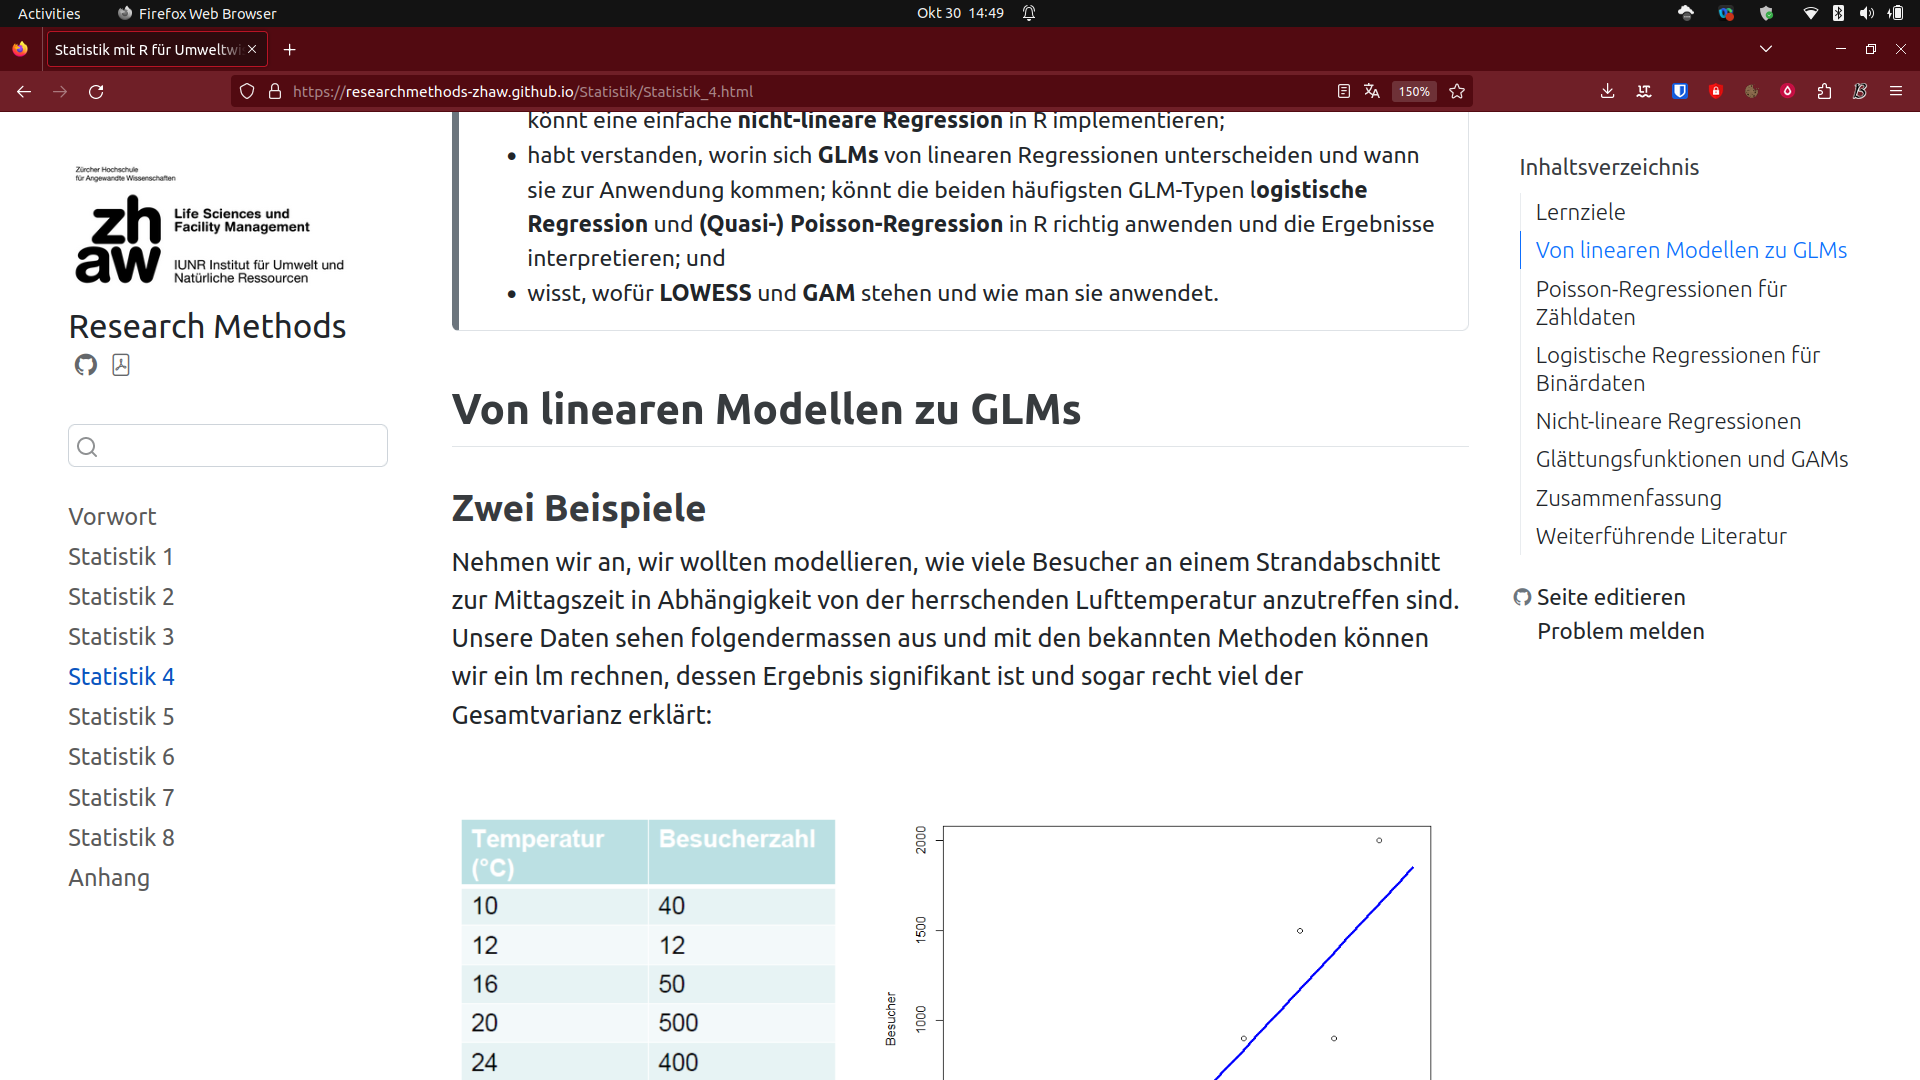 Activities
Firefox Web Browser
Okt 30 14:49
Statistik mit R für Umweltwi
https://researchmethods-zhaw.github.io/Statistik/Statistik_4.html
150%
Zürcher Hochschule
für Angewandte Wissenschaften
zh
aw
Life Sciences und
Facility Management
IUNR Institut für Umwelt und
Natürliche Ressourcen
Research Methods
Vorwort
Statistik 1
Statistik 2
Statistik 3
Statistik 4
Statistik 5
Statistik 6
Statistik 7
Statistik 8
Anhang
könnt eine einfache nicht-lineare Regression in R implementieren;
• habt verstanden, worin sich GLMs von linearen Regressionen unterscheiden und wann
sie zur Anwendung kommen; könnt die beiden häufigsten GLM-Typen logistische
Regression und (Quasi-) Poisson-Regression in R richtig anwenden und die Ergebnisse
interpretieren; und
• wisst, wofür LOWESS und GAM stehen und wie man sie anwendet.
Von linearen Modellen zu GLMs
Zwei Beispiele
Nehmen wir an, wir wollten modellieren, wie viele Besucher an einem Strandabschnitt
zur Mittagszeit in Abhängigkeit von der herrschenden Lufttemperatur anzutreffen sind.
Unsere Daten sehen folgendermassen aus und mit den bekannten Methoden können
wir ein lm rechnen, dessen Ergebnis signifikant ist und sogar recht viel der
Gesamtvarianz erklärt:
Temperatur (°C) Besucherzahl
10 40
12 12
16 50
20 500
24 400
Besucher
2000
1500
1000
Inhaltsverzeichnis
Lernziele
Von linearen Modellen zu GLMs
Poisson-Regressionen für
Zähldaten
Logistische Regressionen für
Binärdaten
Nicht-lineare Regressionen
Glättungsfunktionen und GAMs
Zusammenfassung
Weiterführende Literatur
Seite editieren
Problem melden